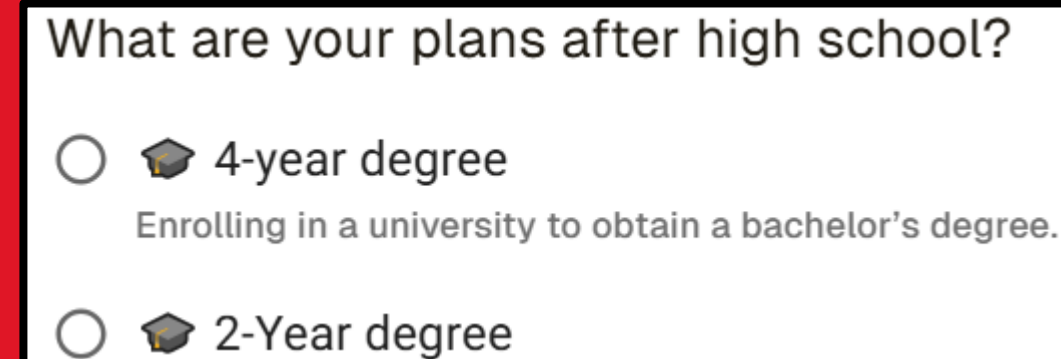 What are your plans after high school?
🎓 4-year degree
Enrolling in a university to obtain a bachelor’s degree.
🎓 2-Year degree